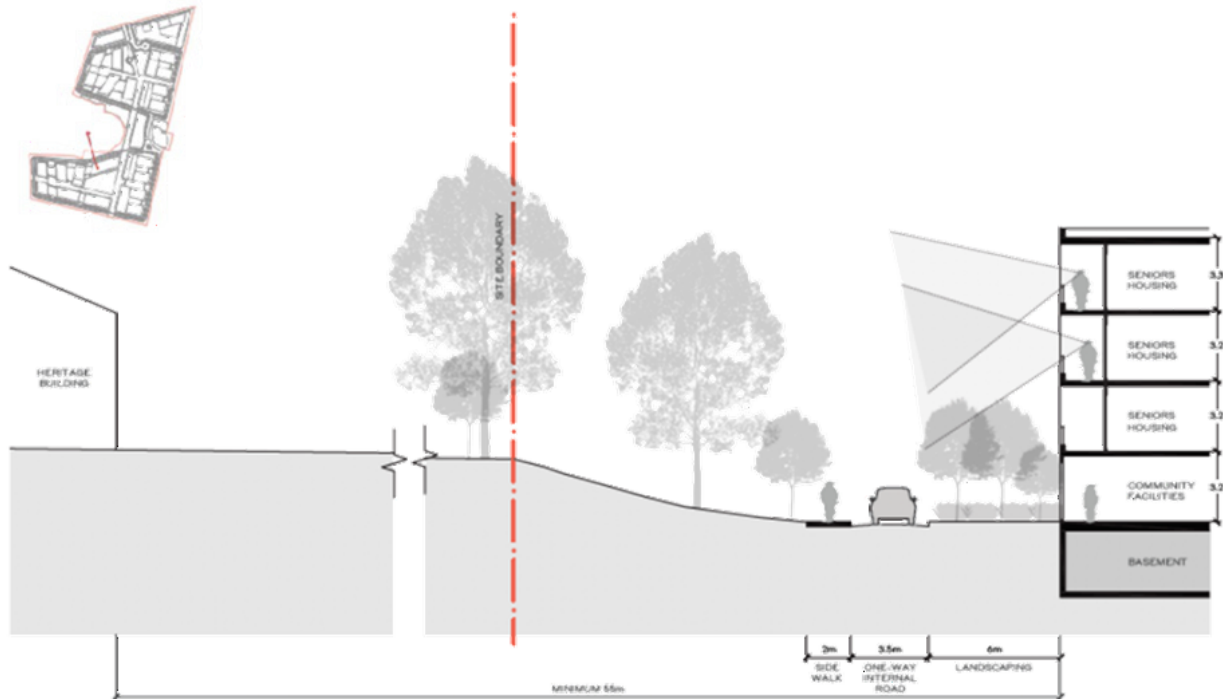 SITE BOUNDARY
HERITAGE
BUILDING
SENIORS
HOUSING
SENIORS
HOUSING
SENIORS
HOUSING
COMMUNITY
FACILITIES
BASEMENT
3.2
3.2
3.2
2m
SIDE
WALK
3.5m
ONE-WAY
INTERNAL
ROAD
6m
LANDSCAPING
MINIMUM 55m